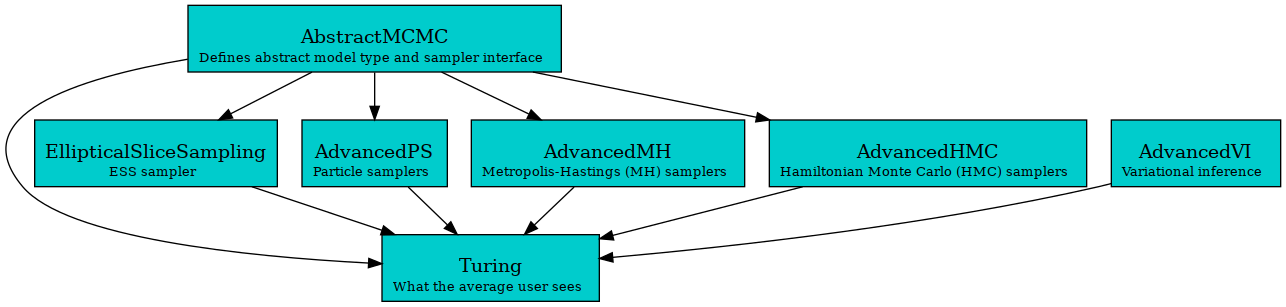 AbstractMCMC
Defines abstract model type and sampler interface
EllipticalSliceSampling
ESS sampler
AdvancedPS
Particle samplers
AdvancedMH
Metropolis-Hastings (MH) samplers
AdvancedHMC
Hamiltonian Monte Carlo (HMC) samplers
AdvancedVI
Variational inference
Turing
What the average user sees